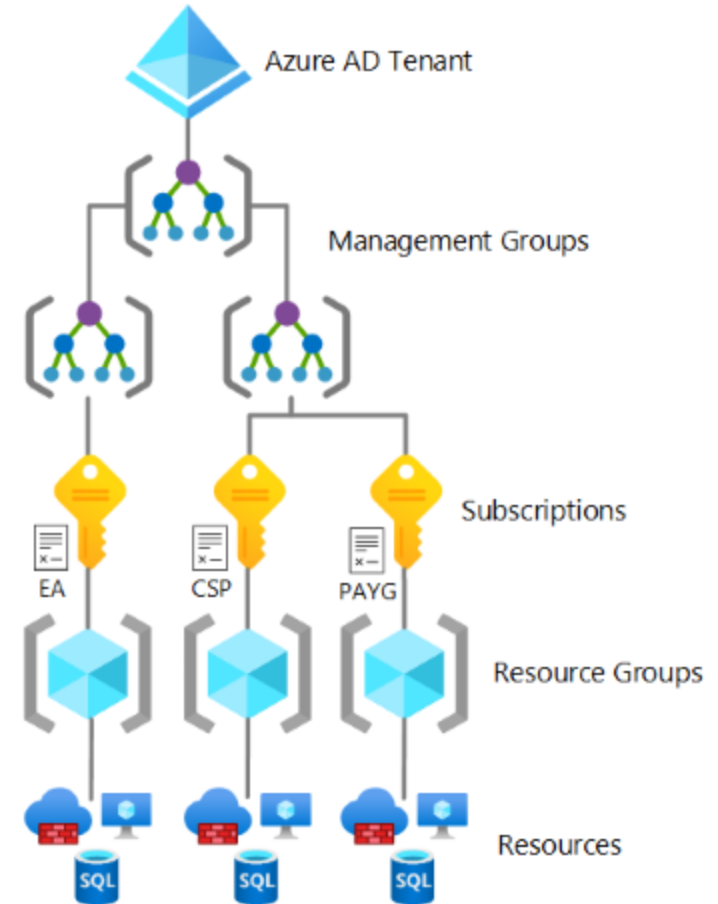 Azure AD Tenant
Management Groups
Subscriptions
EA
CSP
PAYG
Resource Groups
Resources
SQL
SQL
SQL